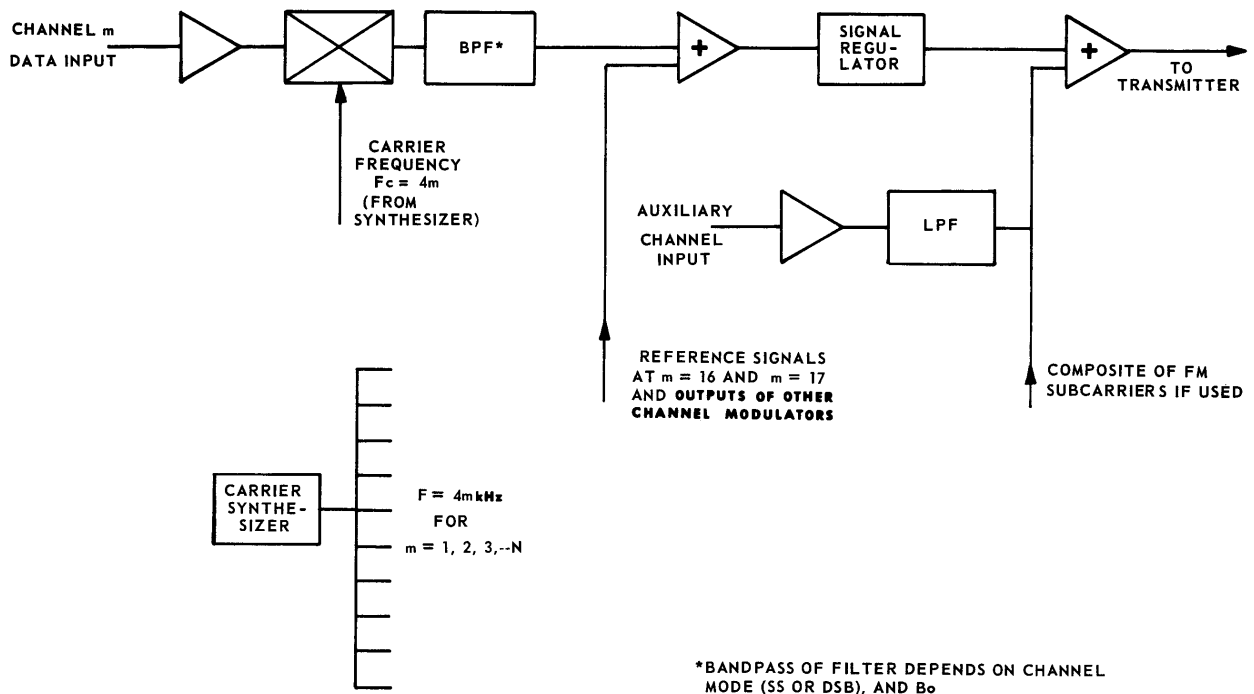 CHANNEL m
DATA INPUT
BPF*
+
SIGNAL
REGU-
LATOR
+
TO
TRANSMITTER
CARRIER
FREQUENCY
Fc = 4m
(FROM
SYNTHESIZER)
AUXILIARY
CHANNEL
INPUT
LPF
REFERENCE SIGNALS
AT m = 16 AND m = 17
AND OUTPUTS OF OTHER
CHANNEL MODULATORS
COMPOSITE OF FM
SUBCARRIERS IF USED
CARRIER
SYNTHE-
SIZER
F = 4m kHz
FOR
m = 1, 2, 3,--N
*BANDPASS OF FILTER DEPENDS ON CHANNEL
MODE (SS OR DSB), AND Bo